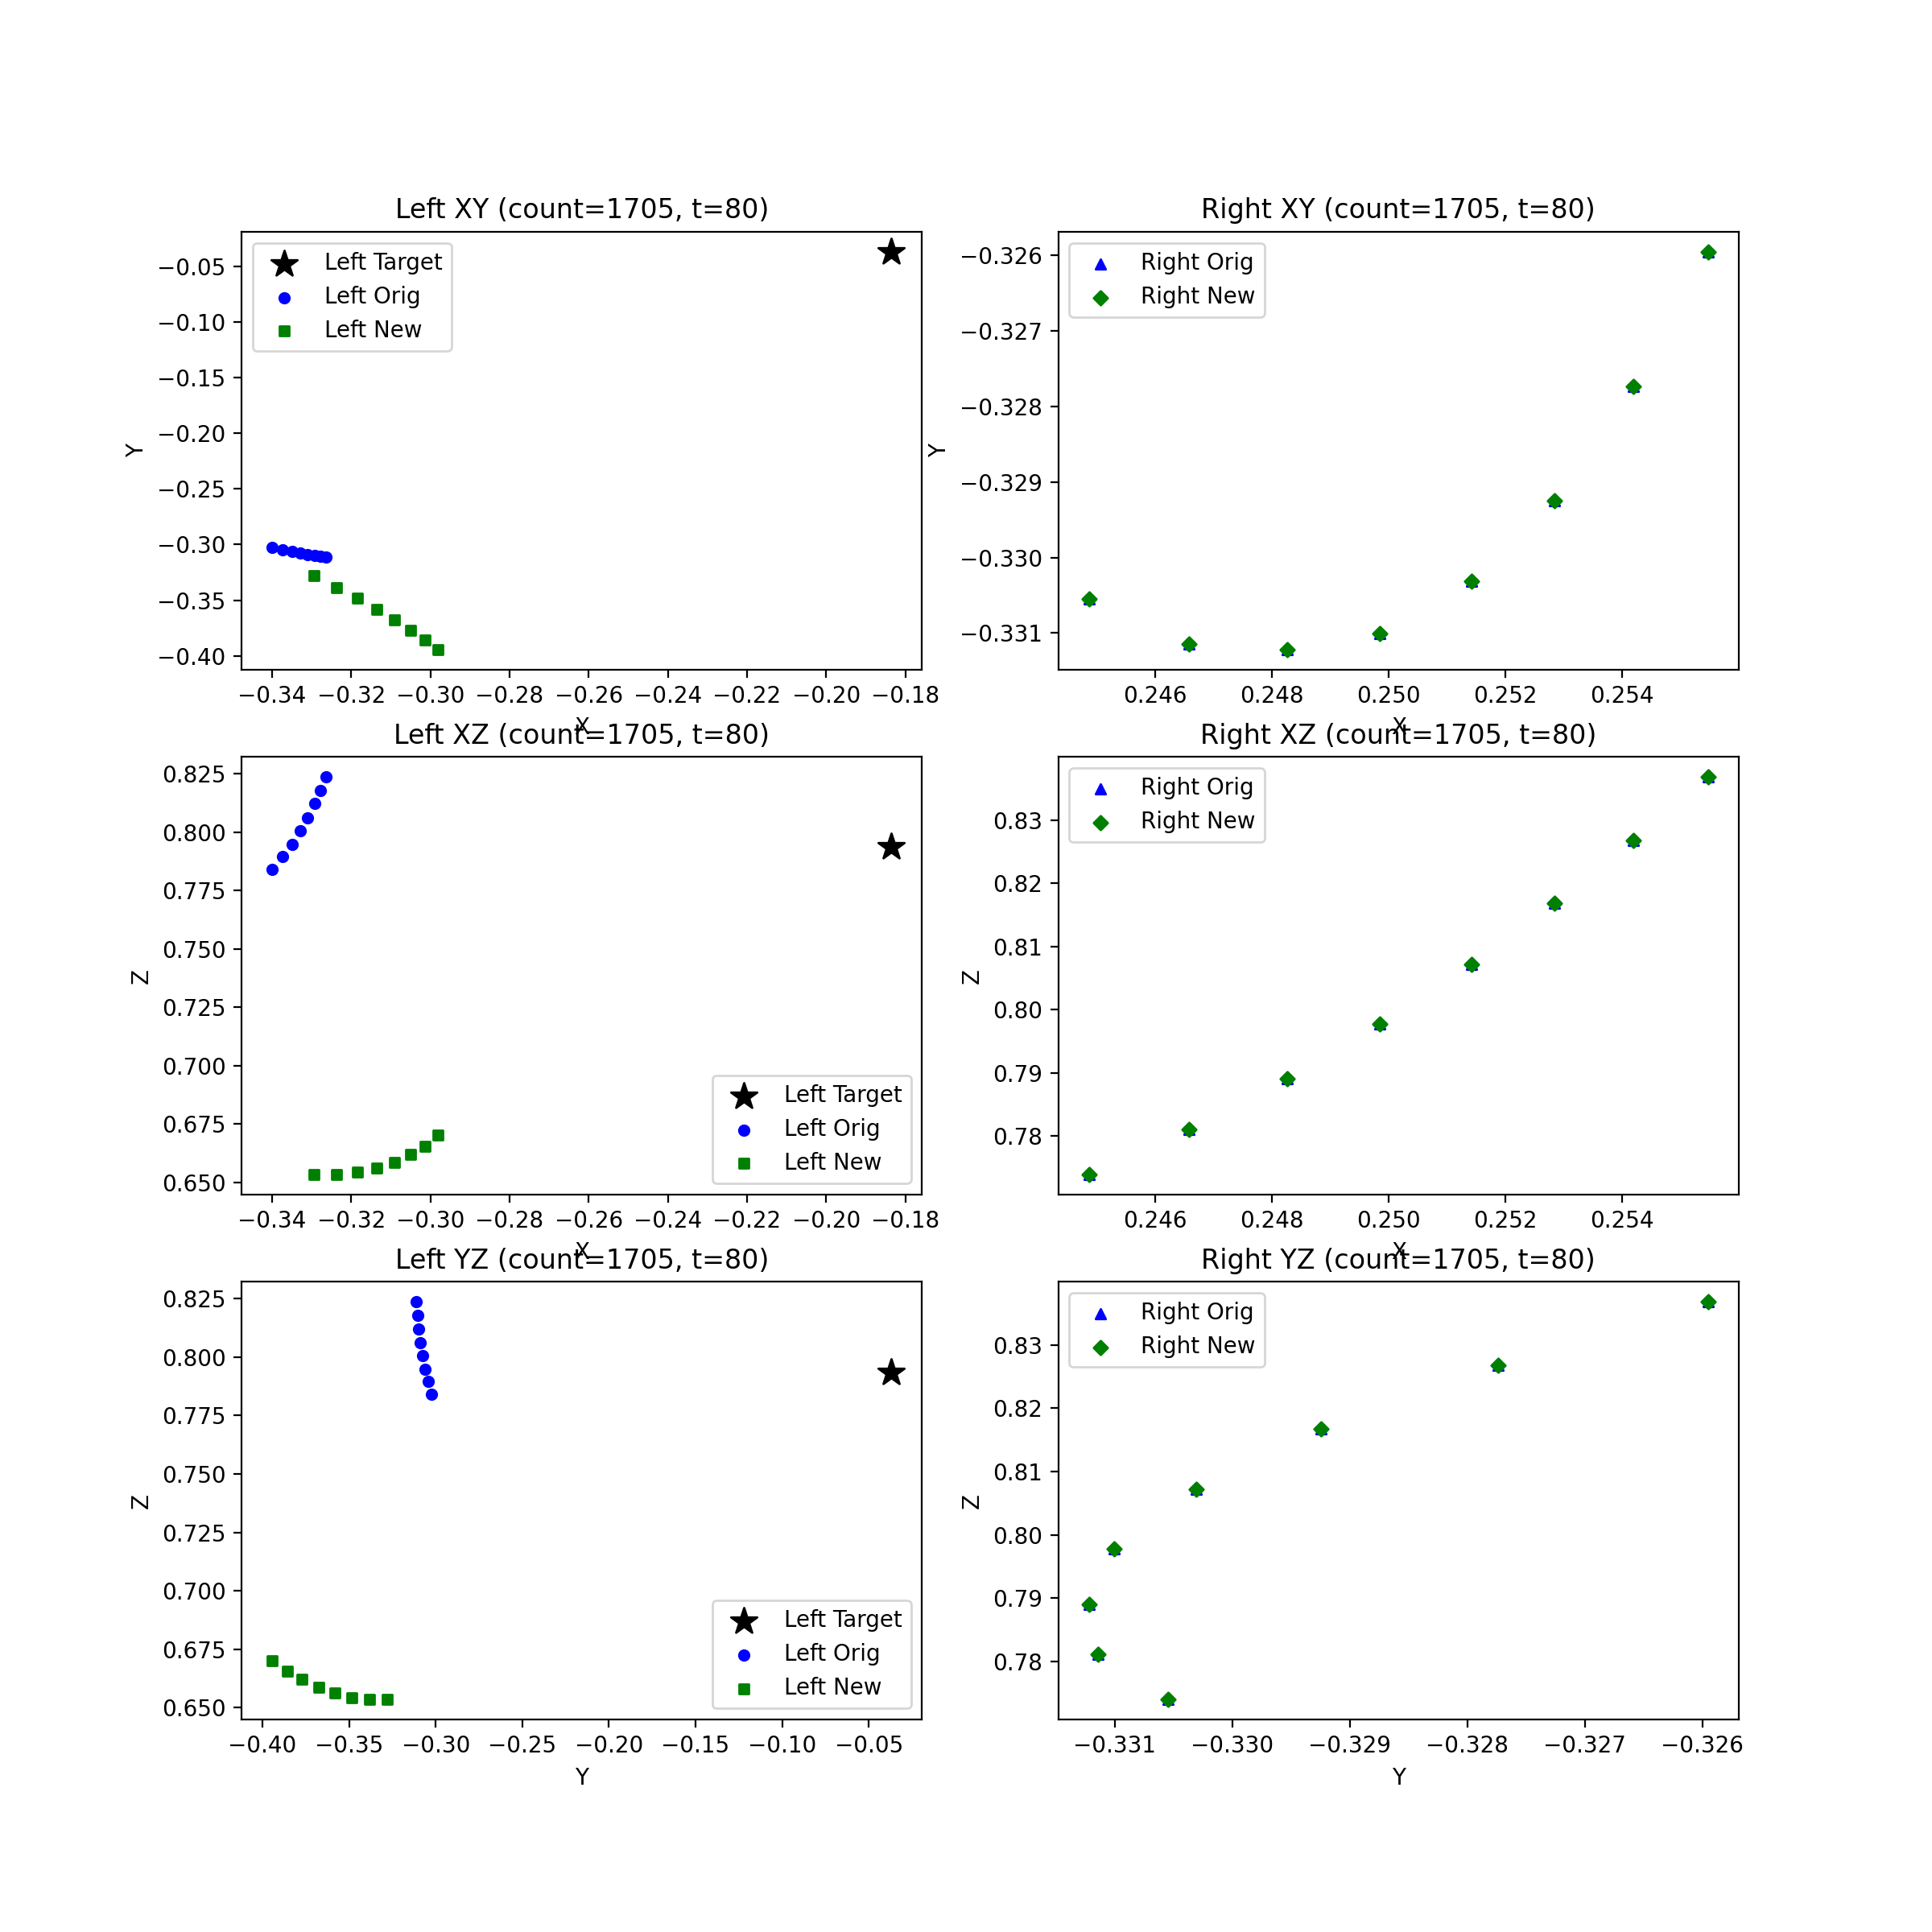 Left XY (count=1705, t=80)
Left Target
Left Orig
Left New
−0.05
−0.10
−0.15
−0.20
−0.25
−0.30
−0.35
−0.40
Y
−0.34 −0.32 −0.30 −0.28 −0.26 −0.24 −0.22 −0.20 −0.18
X
Right XY (count=1705, t=80)
Right Orig
Right New
−0.326
−0.327
−0.328
−0.329
−0.330
−0.331
Y
0.246 0.248 0.250 0.252 0.254
X
Left XZ (count=1705, t=80)
0.825
0.800
0.775
0.750
0.725
0.700
0.675
0.650
Z
Left Target
Left Orig
Left New
−0.34 −0.32 −0.30 −0.28 −0.26 −0.24 −0.22 −0.20 −0.18
X
Right XZ (count=1705, t=80)
Right Orig
Right New
0.83
0.82
0.81
0.80
0.79
0.78
Z
0.246 0.248 0.250 0.252 0.254
X
Left YZ (count=1705, t=80)
0.825
0.800
0.775
0.750
0.725
0.700
0.675
0.650
Z
Left Target
Left Orig
Left New
−0.40 −0.35 −0.30 −0.25 −0.20 −0.15 −0.10 −0.05
Y
Right YZ (count=1705, t=80)
Right Orig
Right New
0.83
0.82
0.81
0.80
0.79
0.78
Z
−0.331 −0.330 −0.329 −0.328 −0.327 −0.326
Y